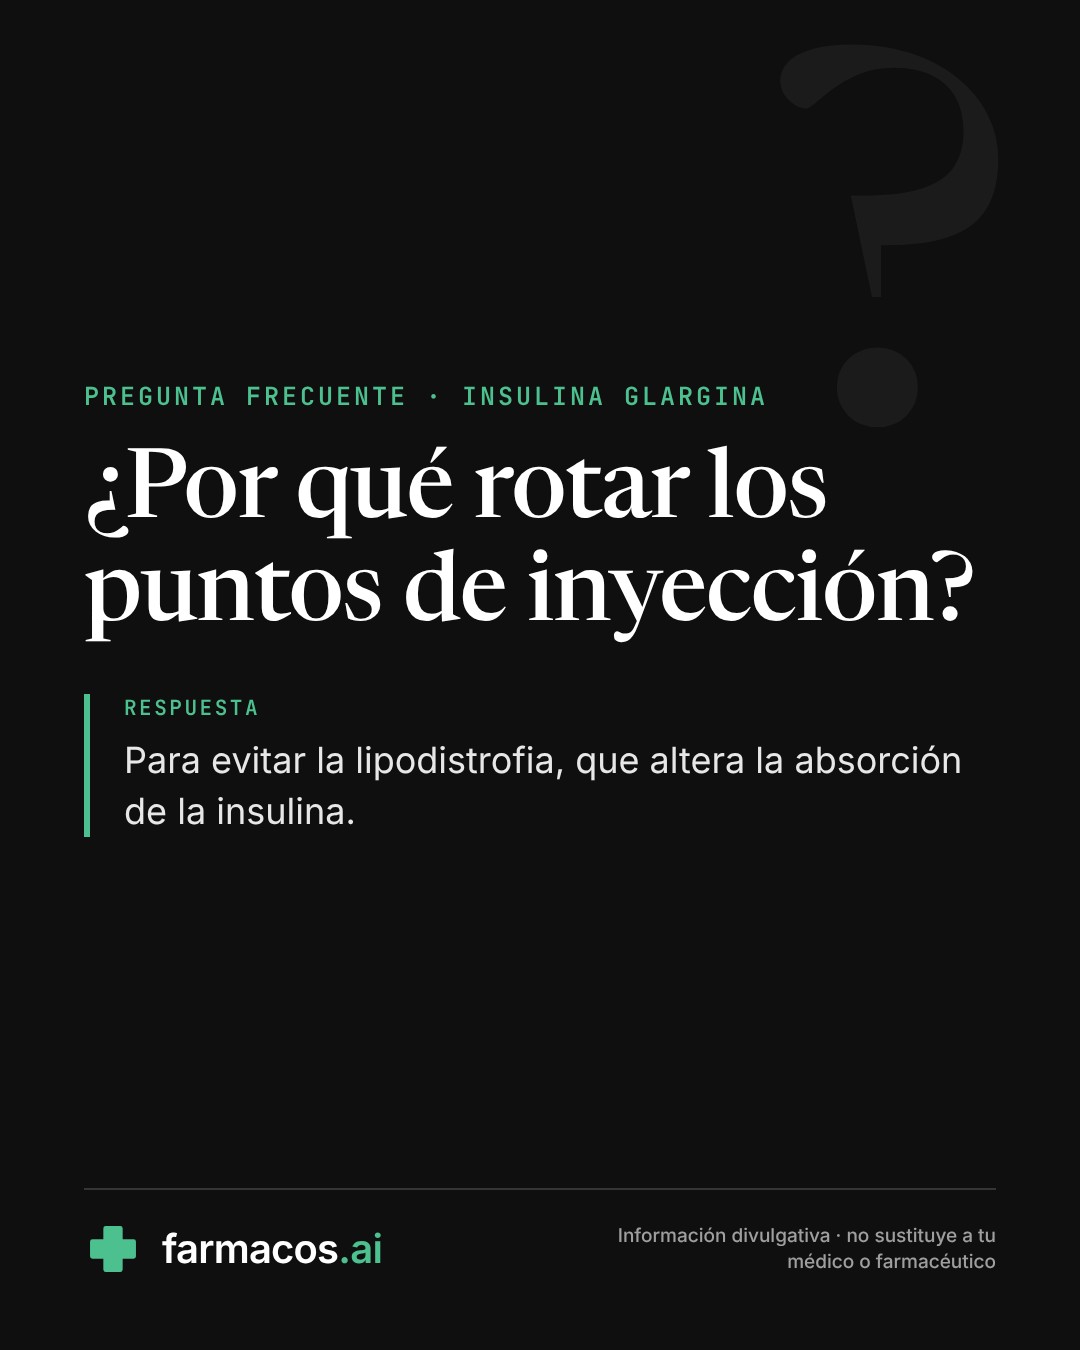 ?
PREGUNTA FRECUENTE · INSULINA GLARGINA
¿Por qué rotar los
puntos de inyección?
RESPUESTA
Para evitar la lipodistrofia, que altera la absorción
de la insulina.
farmacos.ai
Información divulgativa · no sustituye a tu
médico o farmacéutico